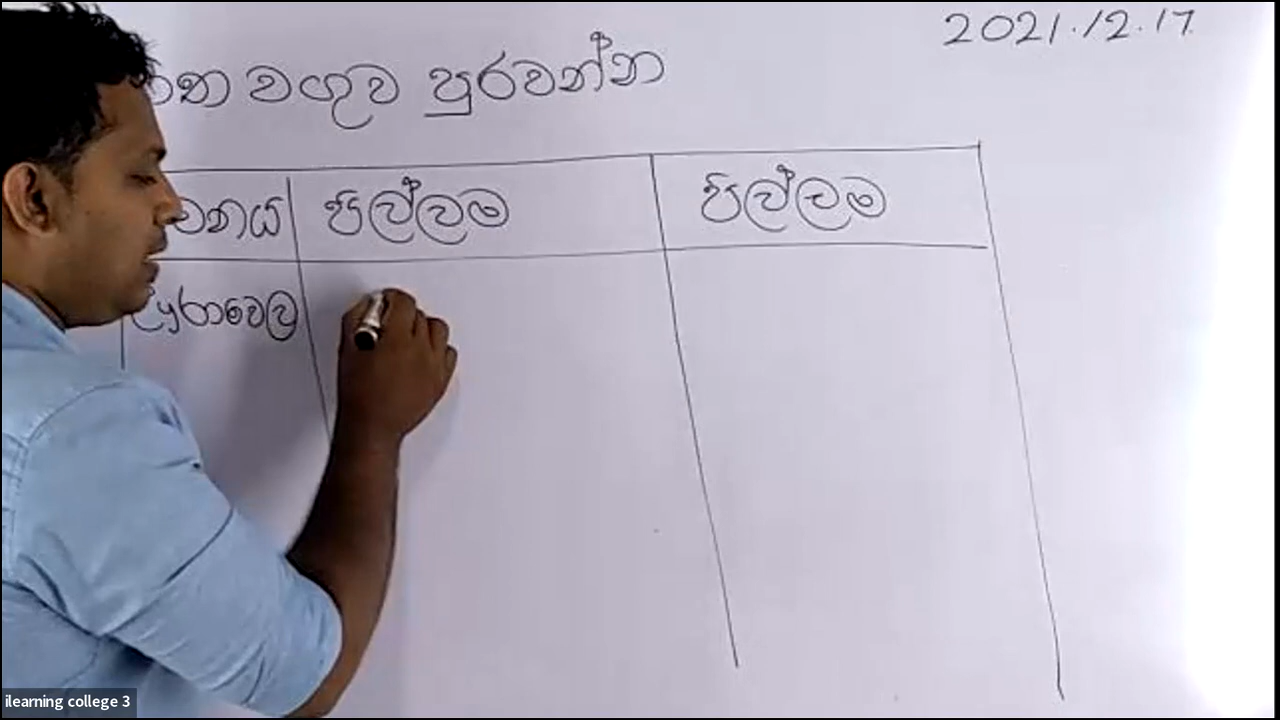 2021.12.17
වගුව පුරවන්න
පිල්ලම පිල්ලම
ilearning college 3